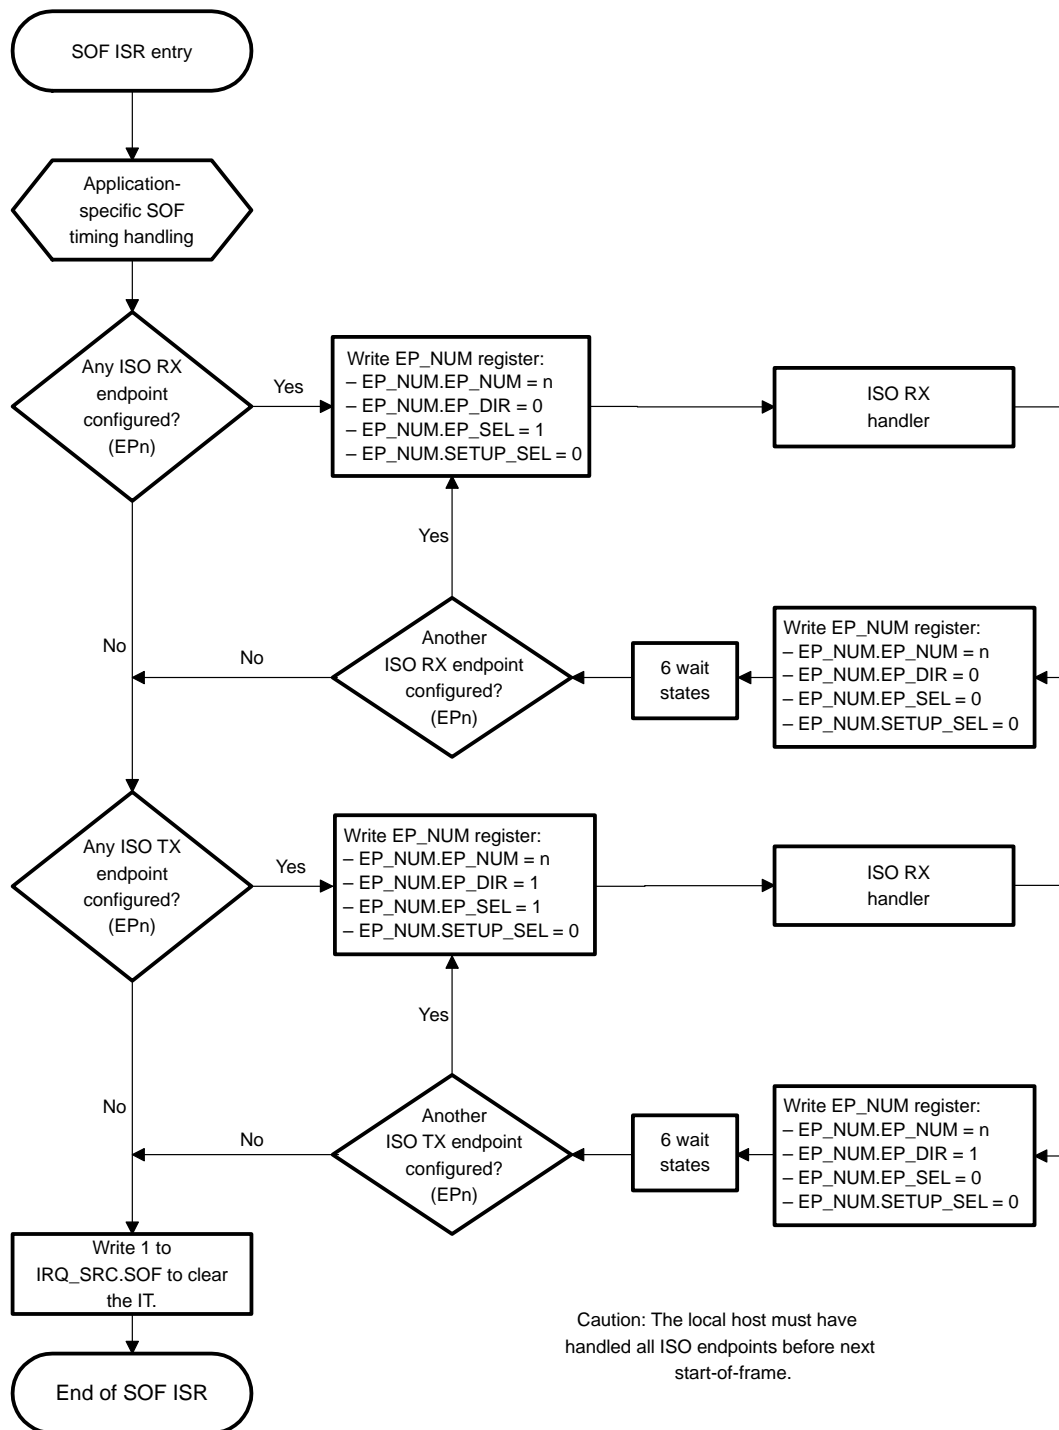 SOF ISR entry
Application-
specific SOF
timing handling
Any ISO RX
endpoint
configured?
(EPn)
Yes
Write EP_NUM register:
– EP_NUM.EP_NUM = n
– EP_NUM.EP_DIR = 0
– EP_NUM.EP_SEL = 1
– EP_NUM.SETUP_SEL = 0
ISO RX
handler
Yes
No
No
Another
ISO RX endpoint
configured?
(EPn)
6 wait
states
Write EP_NUM register:
– EP_NUM.EP_NUM = n
– EP_NUM.EP_DIR = 0
– EP_NUM.EP_SEL = 0
– EP_NUM.SETUP_SEL = 0
Any ISO TX
endpoint
configured?
(EPn)
Yes
Write EP_NUM register:
– EP_NUM.EP_NUM = n
– EP_NUM.EP_DIR = 1
– EP_NUM.EP_SEL = 1
– EP_NUM.SETUP_SEL = 0
ISO RX
handler
Yes
No
No
Another
ISO TX endpoint
configured?
(EPn)
6 wait
states
Write EP_NUM register:
– EP_NUM.EP_NUM = n
– EP_NUM.EP_DIR = 1
– EP_NUM.EP_SEL = 0
– EP_NUM.SETUP_SEL = 0
Write 1 to
IRQ_SRC.SOF to clear
the IT.
End of SOF ISR
Caution: The local host must have
handled all ISO endpoints before next
start-of-frame.